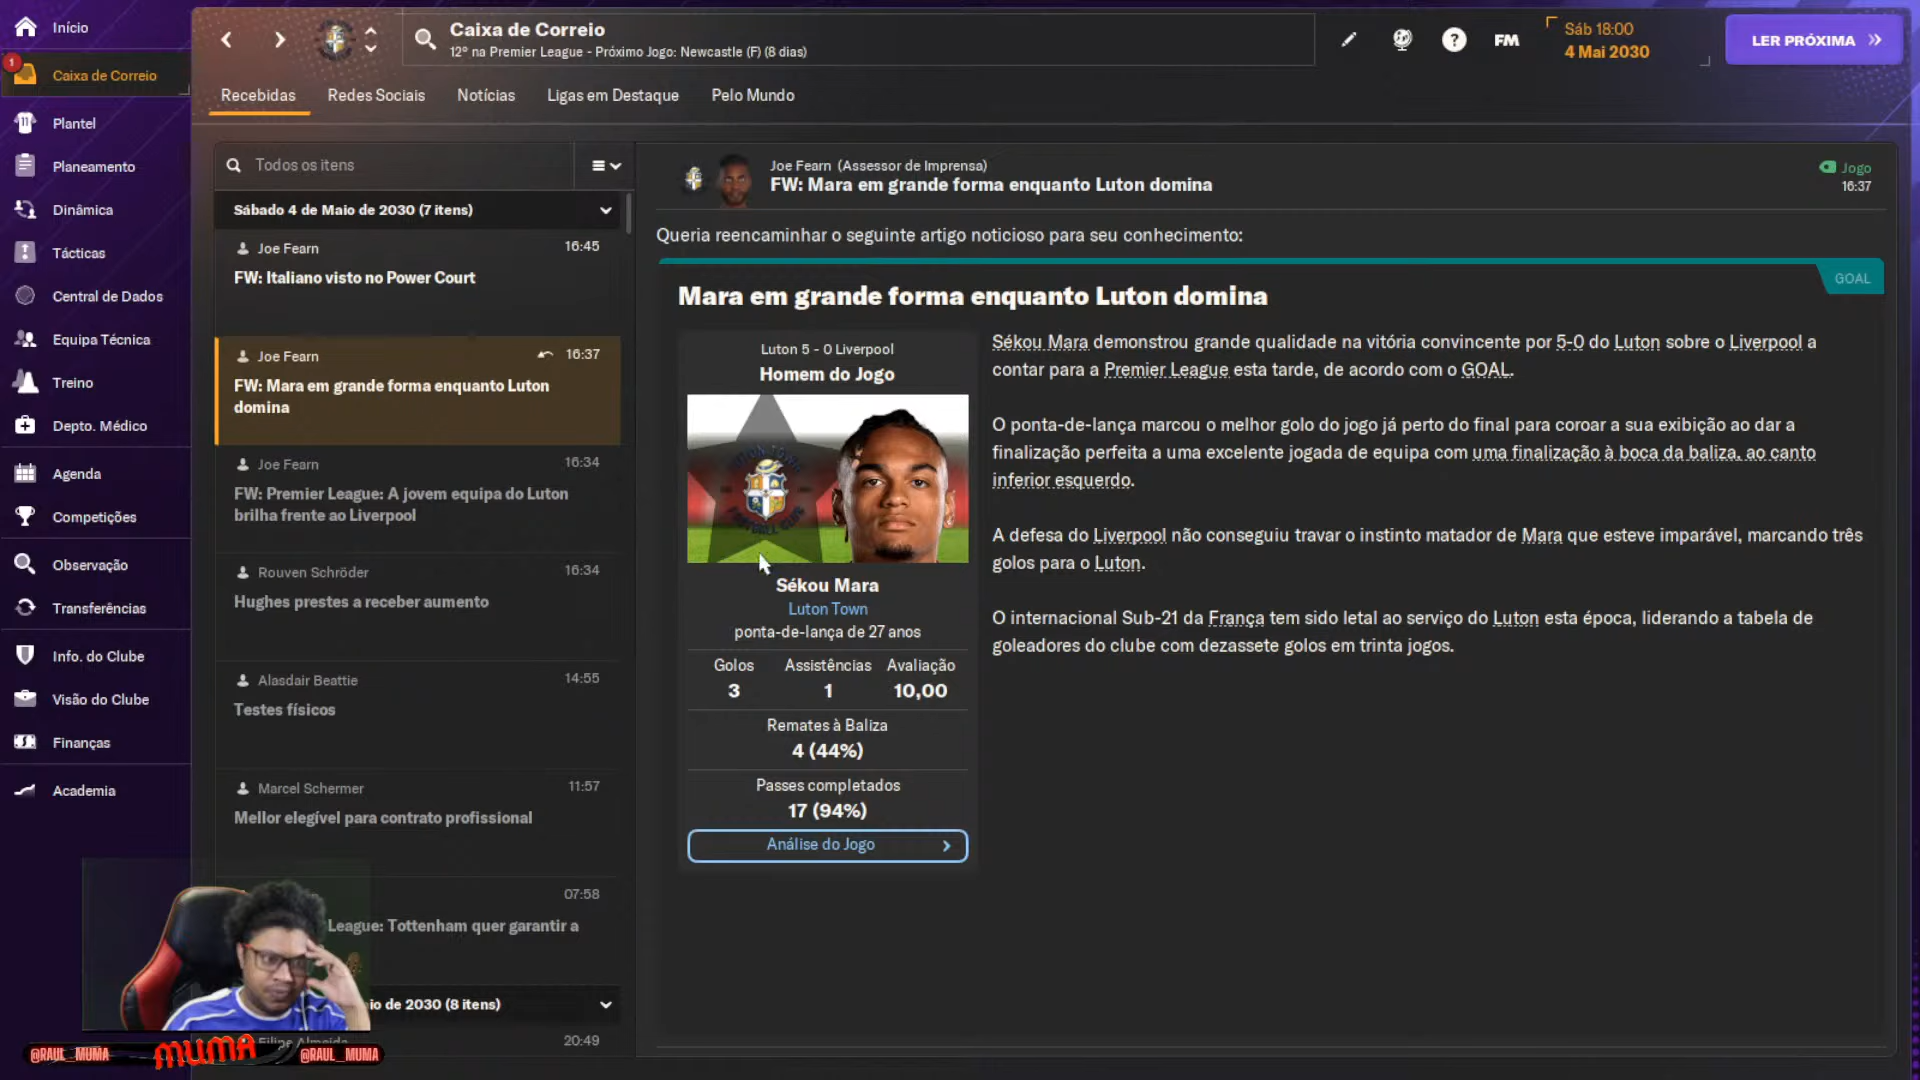 Início
1
Caixa de Correio
Plantel
Planeamento
Dinâmica
Tácticas
Central de Dados
Equipa Técnica
Treino
Depto. Médico
Agenda
Competições
Observação
Transferências
Info. do Clube
Visão do Clube
Finanças
Academia
Caixa de Correio
12º na Premier League - Próximo Jogo: Newcastle (F) (8 dias)
FM
Sáb 18:00
4 Mai 2030
LER PRÓXIMA
Recebidas
Redes Sociais
Notícias
Ligas em Destaque
Pelo Mundo
Todos os itens
Sábado 4 de Maio de 2030 (7 itens)
Joe Fearn 16:45
FW: Italiano visto no Power Court
Joe Fearn 16:37
FW: Mara em grande forma enquanto Luton
domina
Joe Fearn 16:34
FW: Premier League: A jovem equipa do Luton
brilha frente ao Liverpool
Rouven Schröder 16:34
Hughes prestes a receber aumento
Alasdair Beattie 14:55
Testes físicos
Marcel Schermer 11:57
Mellor elegível para contrato profissional
07:58
League: Tottenham quer garantir a
io de 2030 (8 itens)
Filipe Almeida 20:49
@RAUL_MUMA
MUMA
@RAUL_MUMA
Joe Fearn (Assessor de Imprensa)
FW: Mara em grande forma enquanto Luton domina
Jogo
16:37
Queria reencaminhar o seguinte artigo noticioso para seu conhecimento:
GOAL
Mara em grande forma enquanto Luton domina
Luton 5 - 0 Liverpool
Homem do Jogo
Sékou Mara
Luton Town
ponta-de-lança de 27 anos
Golos Assistências Avaliação
3 1 10,00
Remates à Baliza
4 (44%)
Passes completados
17 (94%)
Análise do Jogo
Sékou Mara demonstrou grande qualidade na vitória convincente por 5-0 do Luton sobre o Liverpool a
contar para a Premier League esta tarde, de acordo com o GOAL.
O ponta-de-lança marcou o melhor golo do jogo já perto do final para coroar a sua exibição ao dar a
finalização perfeita a uma excelente jogada de equipa com uma finalização à boca da baliza, ao canto
inferior esquerdo.
A defesa do Liverpool não conseguiu travar o instinto matador de Mara que esteve imparável, marcando três
golos para o Luton.
O internacional Sub-21 da França tem sido letal ao serviço do Luton esta época, liderando a tabela de
goleadores do clube com dezassete golos em trinta jogos.